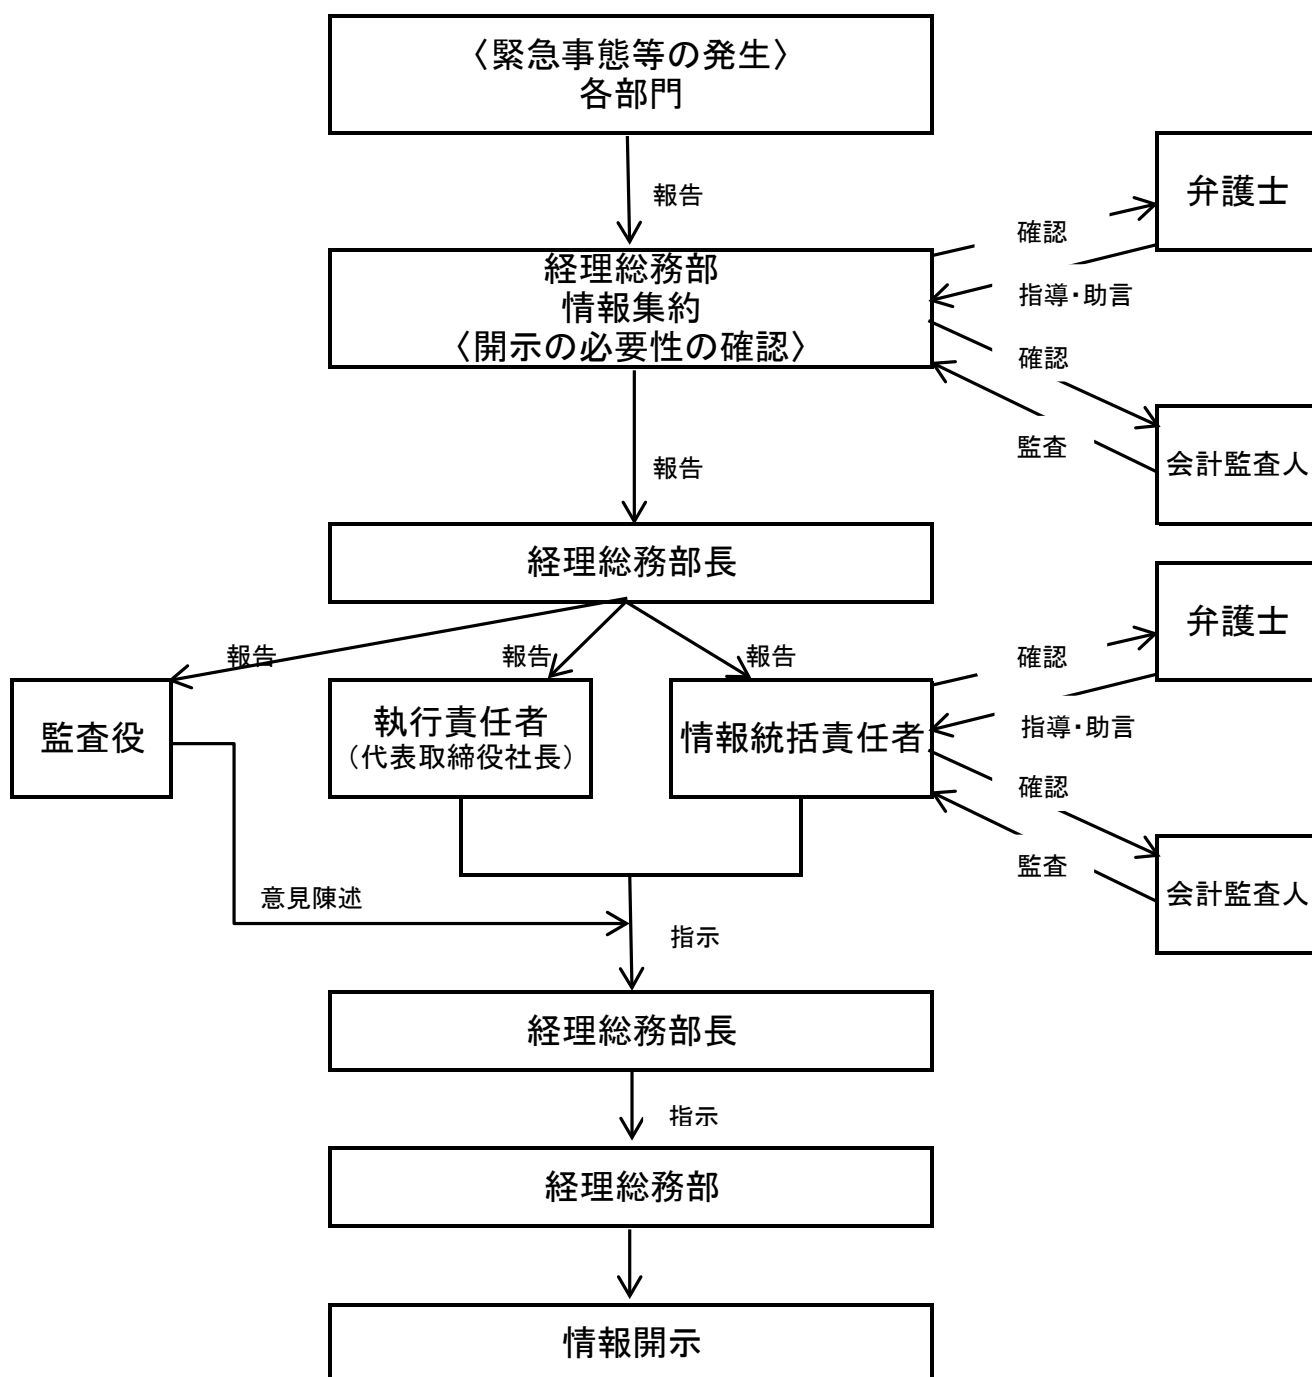 〈緊急事態等の発生〉
各部門
報告
弁護士
確認
指導・助言
経理総務部
情報集約
〈開示の必要性の確認〉
確認
監査
会計監査人
報告
経理総務部長
報告
報告
報告
弁護士
確認
指導・助言
監査役
執行責任者
（代表取締役社長）
情報統括責任者
確認
監査
会計監査人
意見陳述
指示
経理総務部長
指示
経理総務部
情報開示